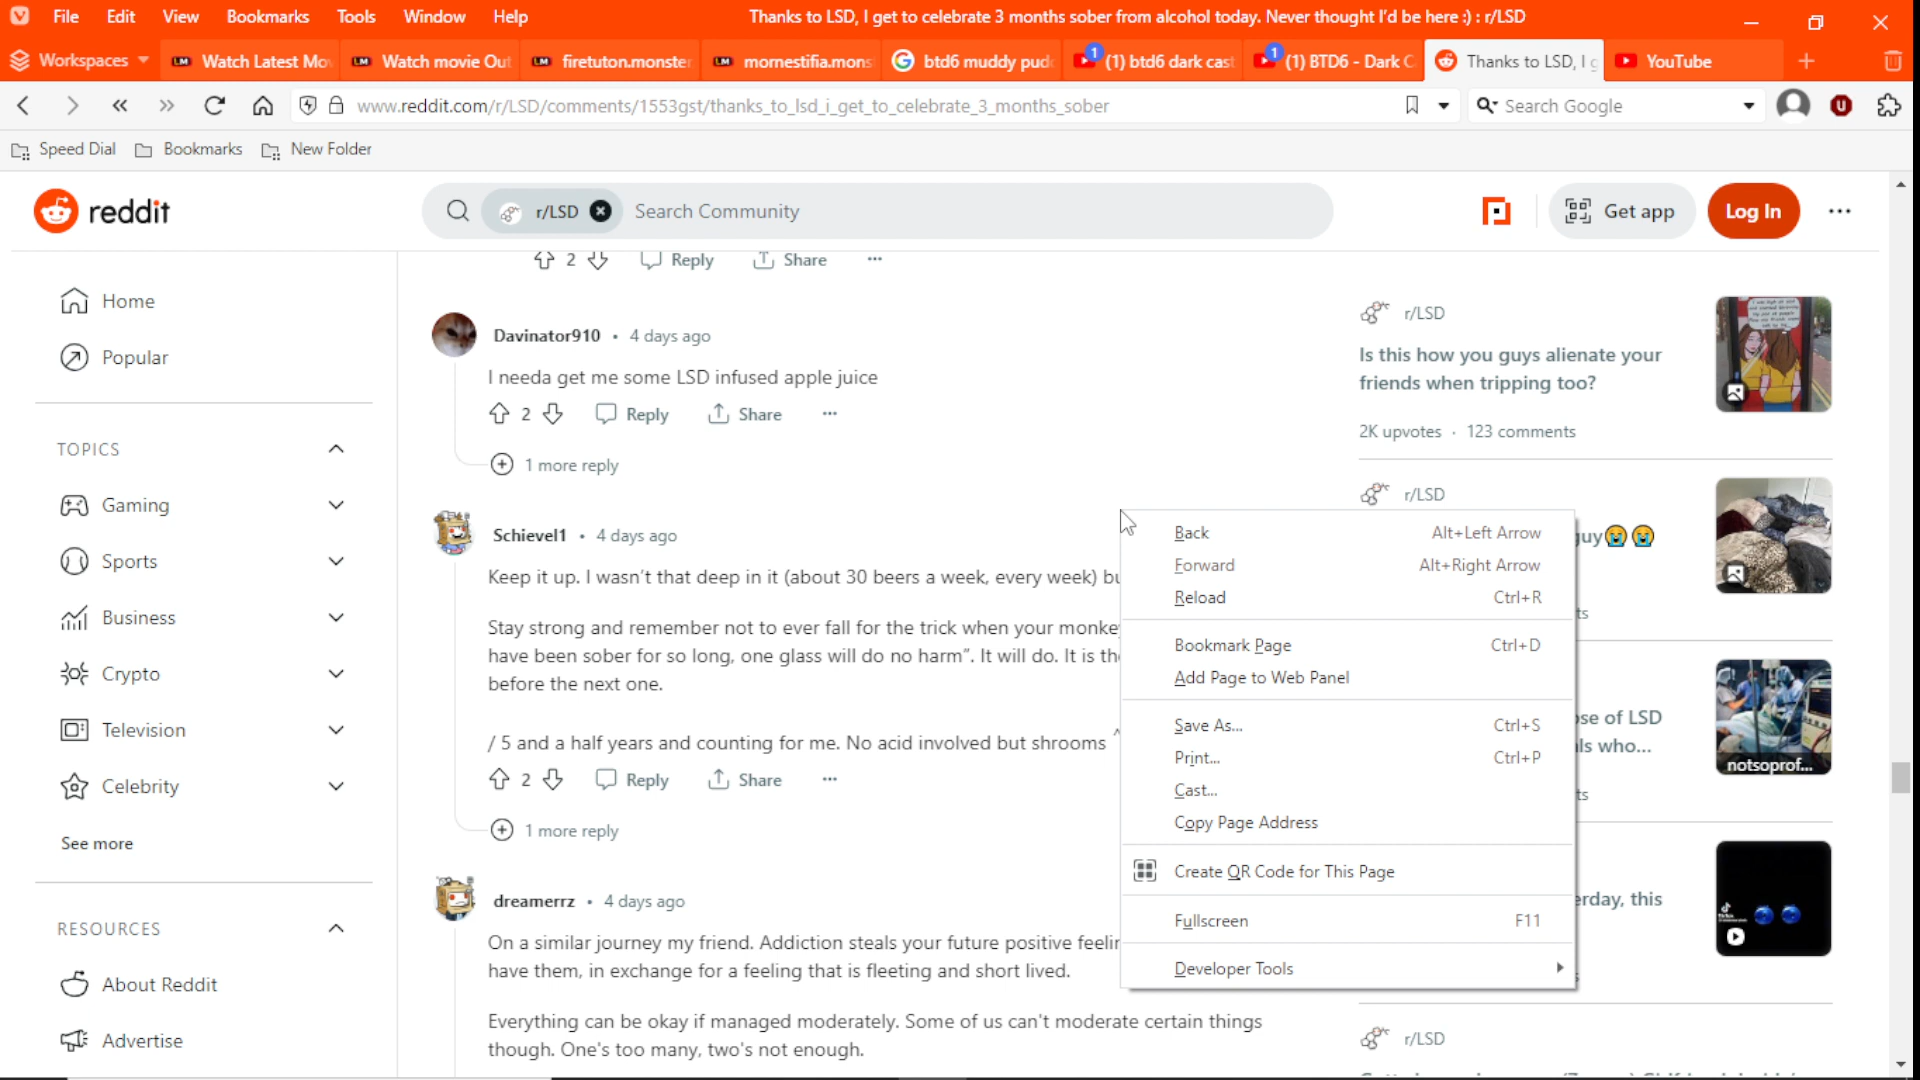 File Edit View Bookmarks Tools Window Help
Thanks to LSD, I get to celebrate 3 months sober from alcohol today. Never thought I'd be here :) : r/LSD
Workspaces
Watch Latest Mo
Watch movie Out
firetuton.monster
mornestifia.mons
btd6 muddy pud
(1) btd6 dark cast
(1) BTD6 - Dark C
Thanks to LSD, I g
YouTube
www.reddit.com/r/LSD/comments/1553gst/thanks_to_lsd_i_get_to_celebrate_3_months_sober
Search Google
Speed Dial Bookmarks New Folder
reddit
r/LSD Search Community
Get app
Log In
Home
Popular
TOPICS
Gaming
Sports
Business
Crypto
Television
Celebrity
See more
RESOURCES
About Reddit
Advertise
2 Reply Share
Davinator910 • 4 days ago
I needa get me some LSD infused apple juice
2 Reply Share
1 more reply
Schievel1 • 4 days ago
Keep it up. I wasn't that deep in it (about 30 beers a week, every week) bu
Stay strong and remember not to ever fall for the trick when your monkey
have been sober for so long, one glass will do no harm". It will do. It is th
before the next one.
/ 5 and a half years and counting for me. No acid involved but shrooms ^
2 Reply Share
1 more reply
dreamerrz • 4 days ago
On a similar journey my friend. Addiction steals your future positive feelin
have them, in exchange for a feeling that is fleeting and short lived.
Everything can be okay if managed moderately. Some of us can't moderate certain things
though. One's too many, two's not enough.
Back Alt+Left Arrow
Forward Alt+Right Arrow
Reload Ctrl+R
Bookmark Page Ctrl+D
Add Page to Web Panel
Save As... Ctrl+S
Print... Ctrl+P
Cast...
Copy Page Address
Create QR Code for This Page
Fullscreen F11
Developer Tools
r/LSD
Is this how you guys alienate your
friends when tripping too?
2K upvotes · 123 comments
r/LSD
guy😭😭
ts
ose of LSD
ls who...
notsoprof...
ts
erday, this
s
r/LSD